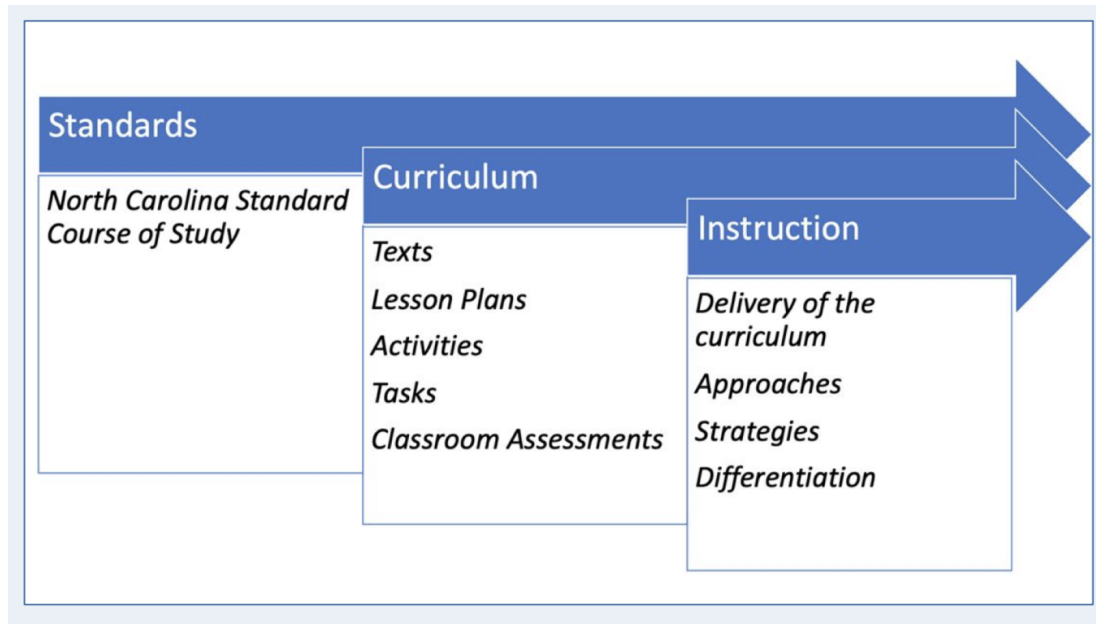 Standards
North Carolina Standard
Course of Study
Curriculum
Texts
Lesson Plans
Activities
Tasks
Classroom Assessments
Instruction
Delivery of the
curriculum
Approaches
Strategies
Differentiation